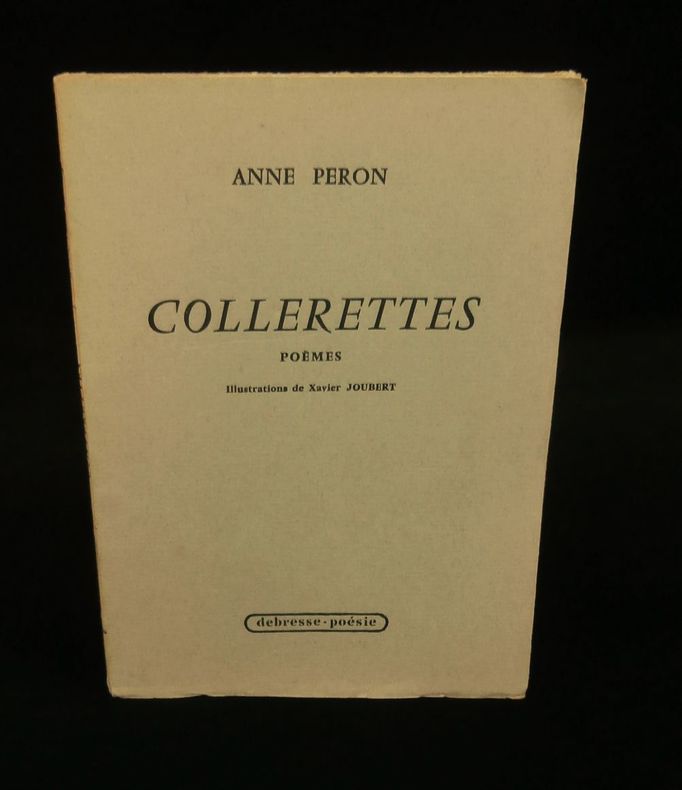 ANNE PERON
COLLERETTES
POÈMES
Illustrations de Xavier JOUBERT
debresse-poésie